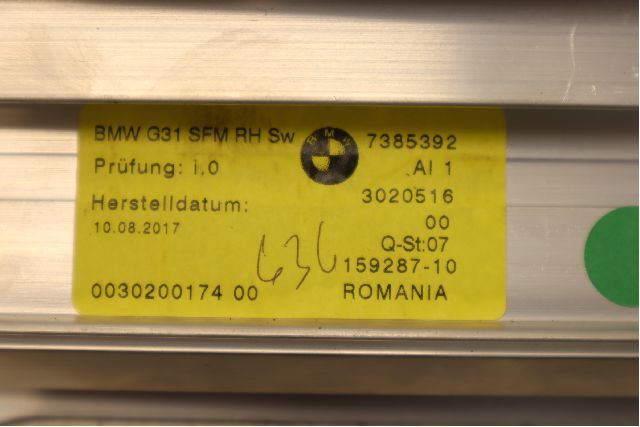 BMW G31 SFM RH Sw BMW 7385392
Prüfung: i.0 AI 1
Herstelldatum: 3020516
10.08.2017 00
Q-St:07
636 159287-10
0030200174 00 ROMANIA